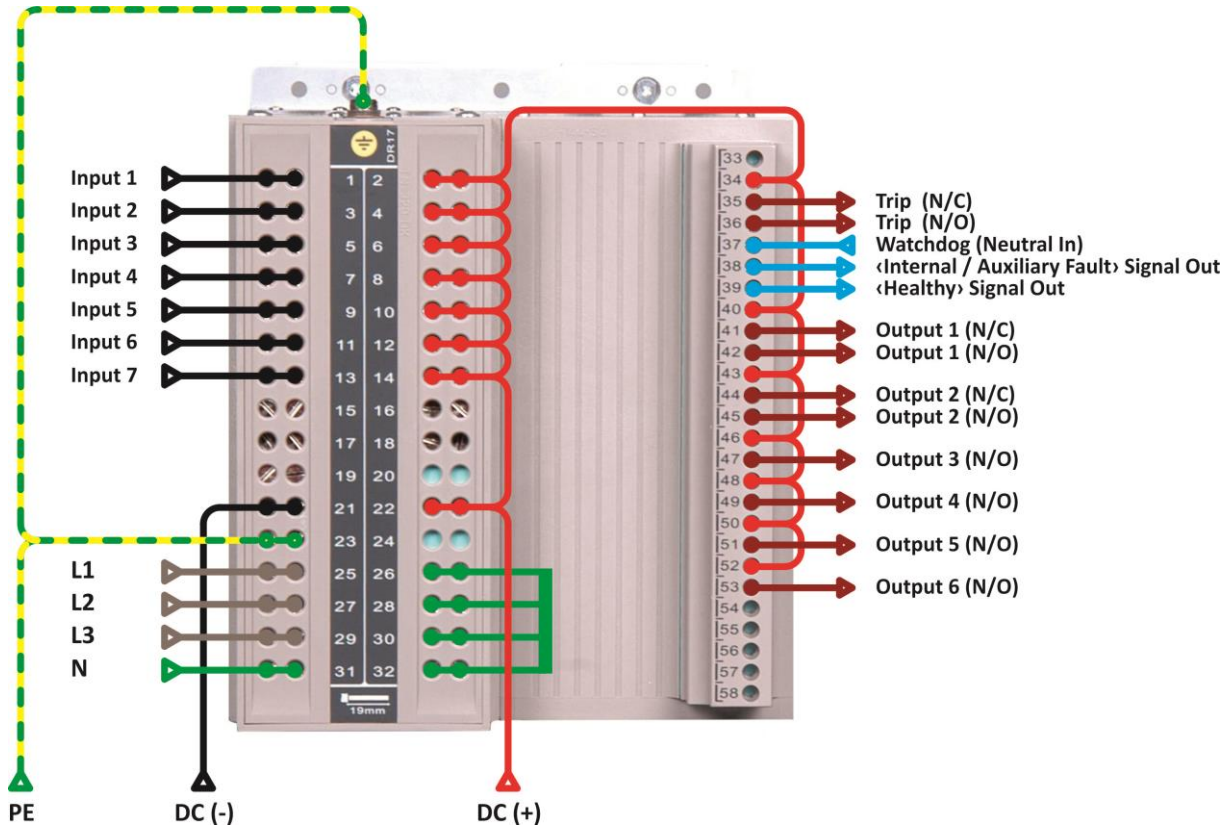 DR17
Input 1
Input 2
Input 3
Input 4
Input 5
Input 6
Input 7
L1
L2
L3
N
1 2
3 4
5 6
7 8
9 10
11 12
13 14
15 16
17 18
19 20
21 22
23 24
25 26
27 28
29 30
31 32
19mm
33
34
35
36
37
38
39
40
41
42
43
44
45
46
47
48
49
50
51
52
53
54
55
56
57
58
Trip (N/C)
Trip (N/O)
Watchdog (Neutral In)
‹Internal / Auxiliary Fault› Signal Out
‹Healthy› Signal Out
Output 1 (N/C)
Output 1 (N/O)
Output 2 (N/C)
Output 2 (N/O)
Output 3 (N/O)
Output 4 (N/O)
Output 5 (N/O)
Output 6 (N/O)
PE
DC (-)
DC (+)